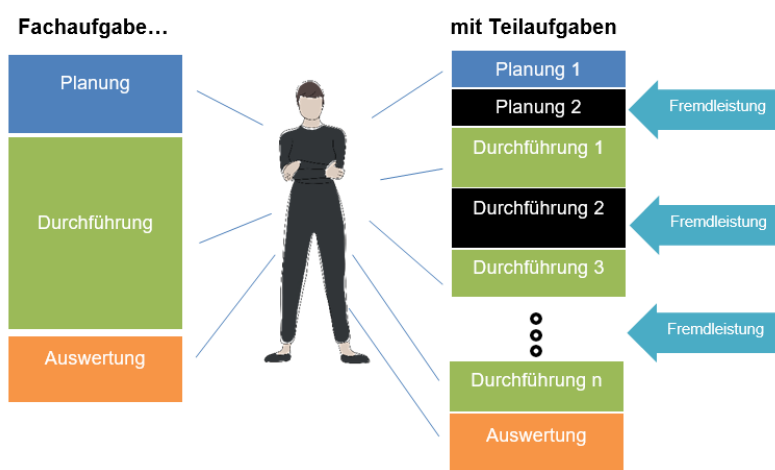 Fachaufgabe…
Planung
Durchführung
Auswertung
mit Teilaufgaben
Planung 1
Planung 2
Fremdleistung
Durchführung 1
Durchführung 2
Fremdleistung
Durchführung 3
Fremdleistung
Durchführung n
Auswertung